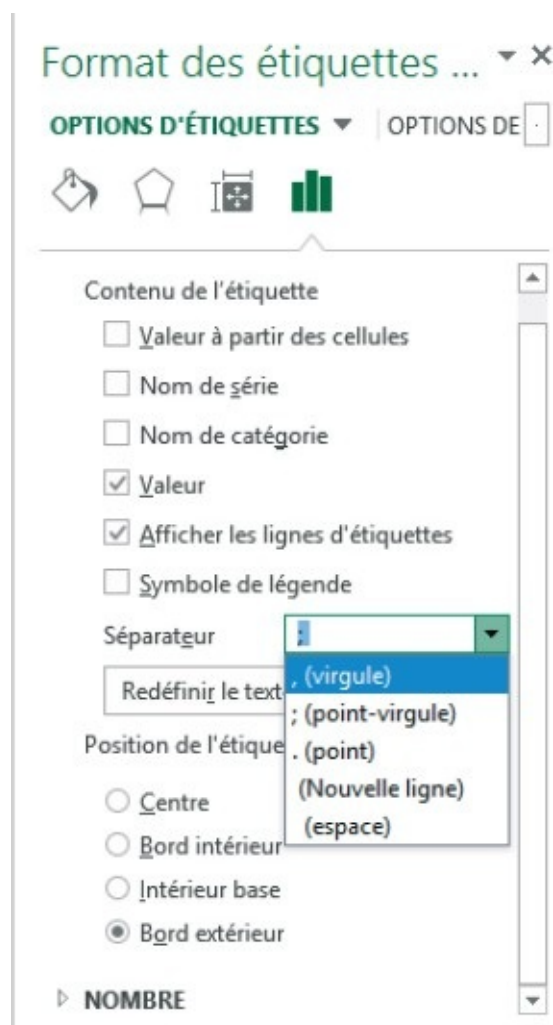 Format des étiquettes ...
OPTIONS D'ÉTIQUETTES OPTIONS DE
Contenu de l'étiquette
Valeur à partir des cellules
Nom de série
Nom de catégorie
Valeur
Afficher les lignes d'étiquettes
Symbole de légende
Séparateur ;
, (virgule)
Redéfinir le text
; (point-virgule)
Position de l'étique
. (point)
(Nouvelle ligne)
Centre
(espace)
Bord intérieur
Intérieur base
Bord extérieur
NOMBRE